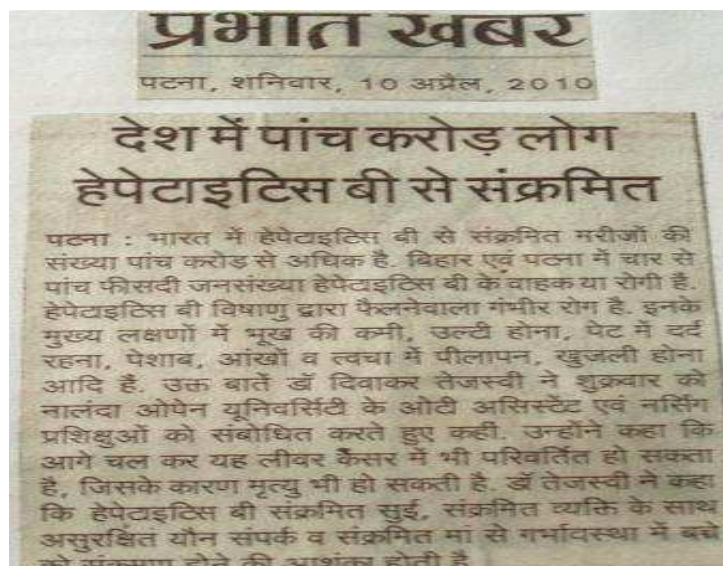 प्रभात खबर
पटना, शनिवार, 10 अप्रैल, 2010
देश में पांच करोड़ लोग
हेपेटाइटिस बी से संक्रमित
पटना : भारत में हेपेटाइटिस बी से संक्रमित मरीजों की
संख्या पांच करोड़ से अधिक है. बिहार एवं पटना में चार से
पांच फीसदी जनसंख्या हेपेटाइटिस बी के वाहक या रोगी है.
हेपेटाइटिस बी विषाणु द्वारा फैलनेवाला गंभीर रोग है. इनके
मुख्य लक्षणों में भूख की कमी, उल्टी होना, पेट में दर्द
रहना, पेशाब, आंखों व त्वचा में पीलापन, खुजली होना
आदि हैं. उक्त बातें डॉ दिवाकर तेजस्वी ने शुक्रवार को
नालंदा ओपेन यूनिवर्सिटी के ओटी असिस्टेंट एवं नर्सिंग
प्रशिक्षुओं को संबोधित करते हुए कहीं. उन्होंने कहा कि
आगे चल कर यह लीवर कैंसर में भी परिवर्तित हो सकता
है, जिसके कारण मृत्यु भी हो सकती है. डॉ तेजस्वी ने कहा
कि हेपेटाइटिस बी संक्रमित सुई, संक्रमित व्यक्ति के साथ
असुरक्षित यौन संपर्क व संक्रमित मां से गर्भावस्था में बच्चे
को संक्रमण होने की आशंका होती है